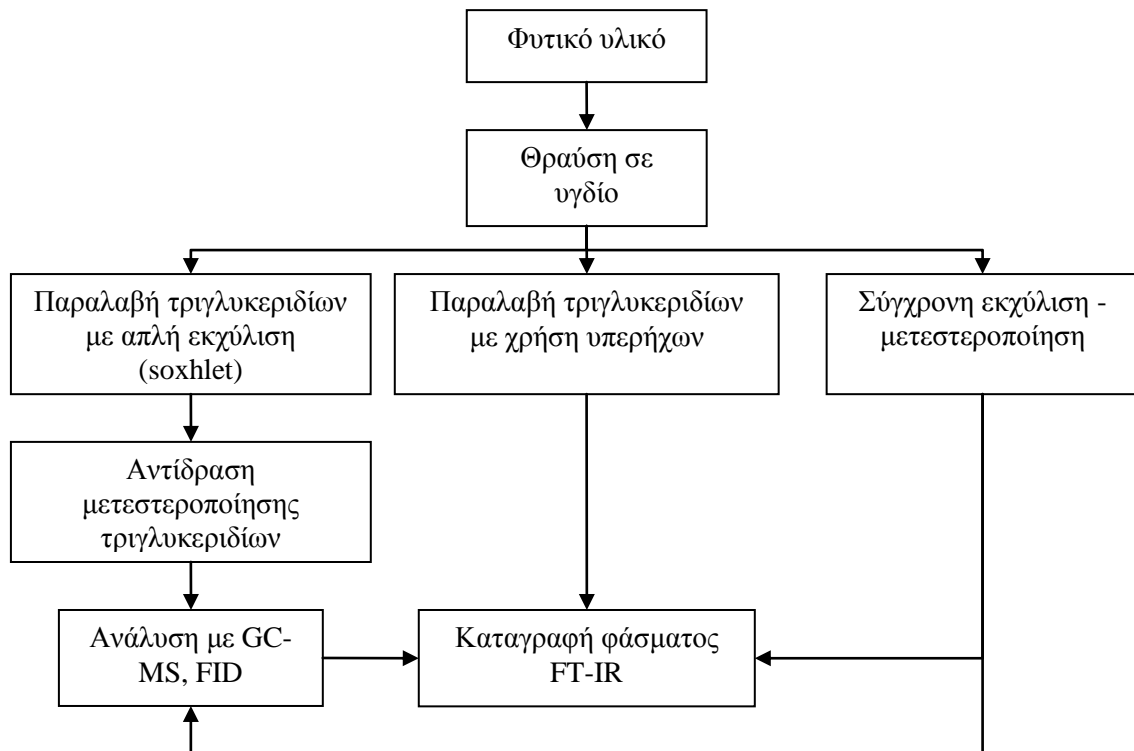 Φυτικό υλικό
Θραύση σε
υγδίο
Παραλαβή τριγλυκεριδίων
με απλή εκχύλιση
(soxhlet)
Παραλαβή τριγλυκεριδίων
με χρήση υπερήχων
Σύγχρονη εκχύλιση -
μετεστεροποίηση
Αντίδραση
μετεστεροποίησης
τριγλυκεριδίων
Ανάλυση με GC-
MS, FID
Καταγραφή φάσματος
FT-IR